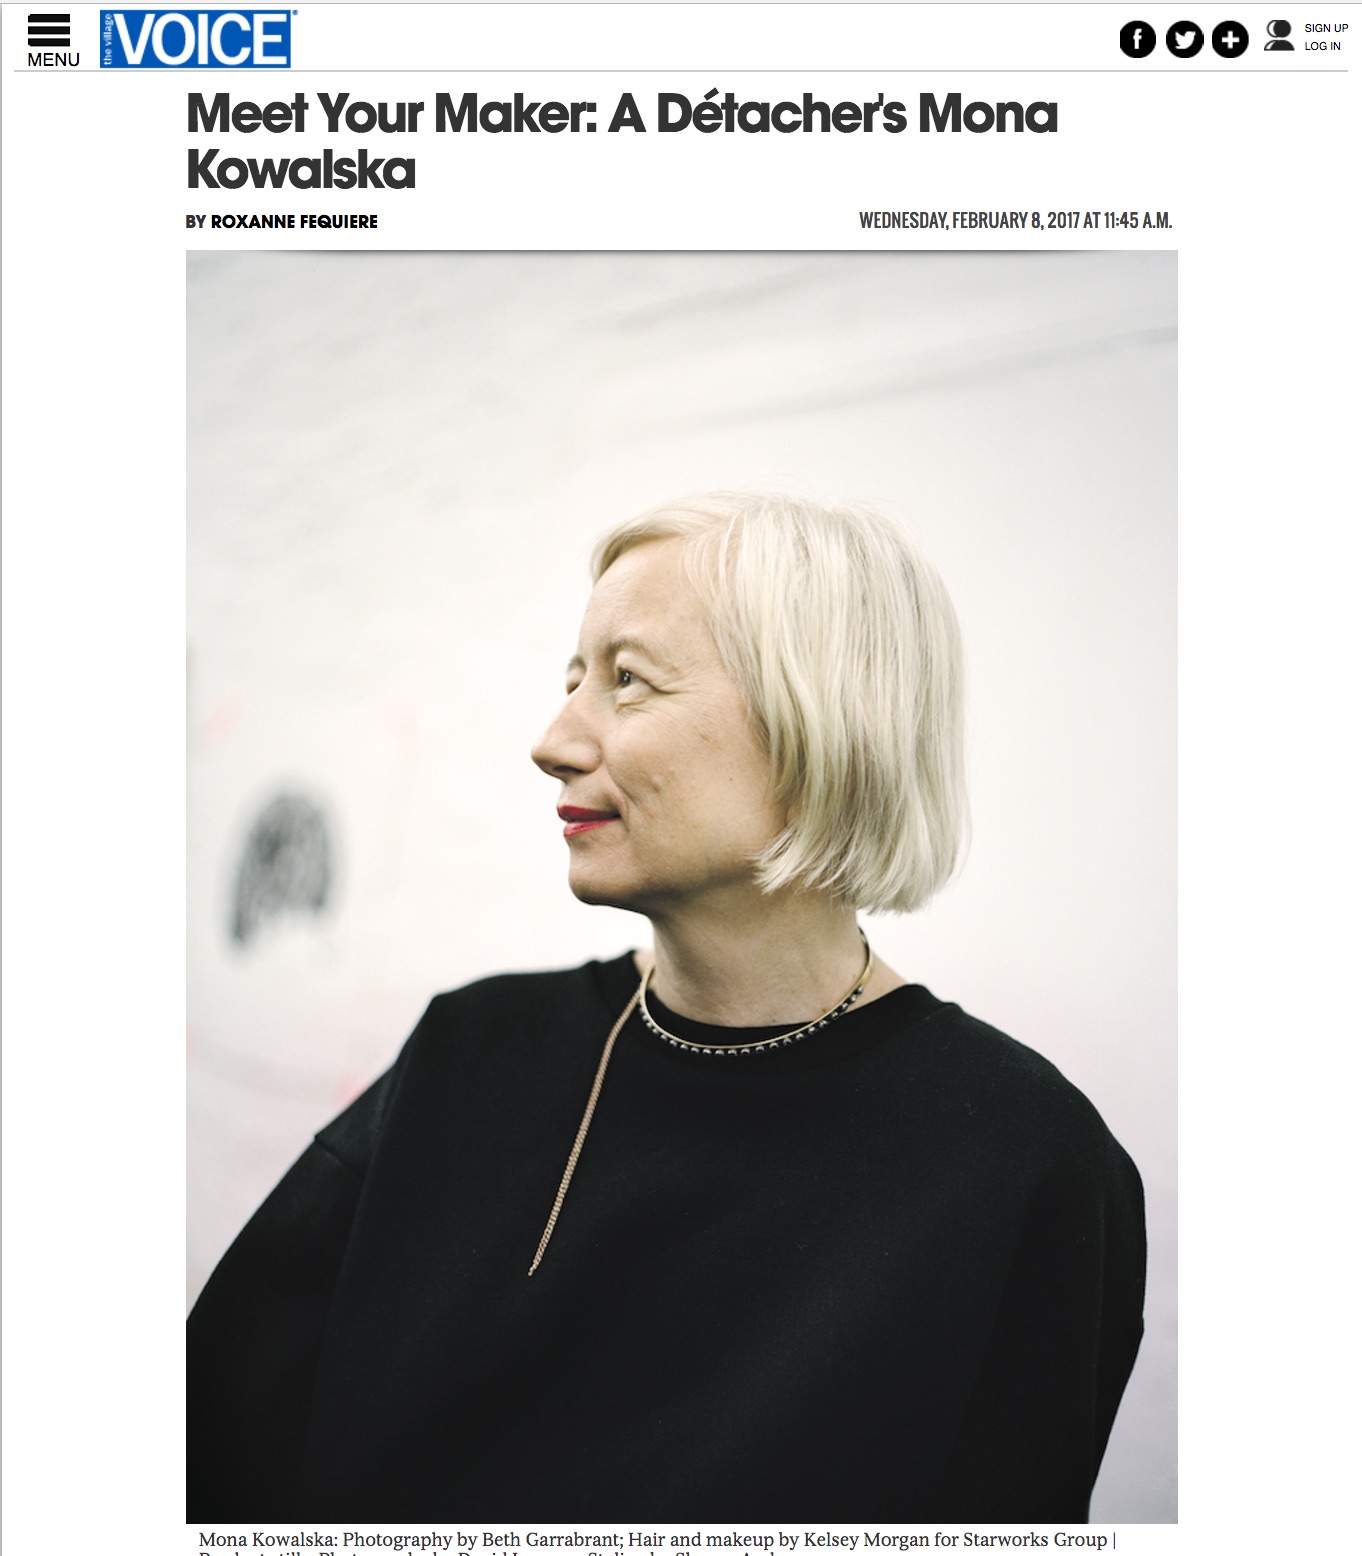 MENU
the village
VOICE
SIGN UP
LOG IN
Meet Your Maker: A Détacher's Mona
Kowalska
BY ROXANNE FEQUIERE
WEDNESDAY, FEBRUARY 8, 2017 AT 11:45 A.M.
Mona Kowalska: Photography by Beth Garrabrant; Hair and makeup by Kelsey Morgan for Starworks Group |